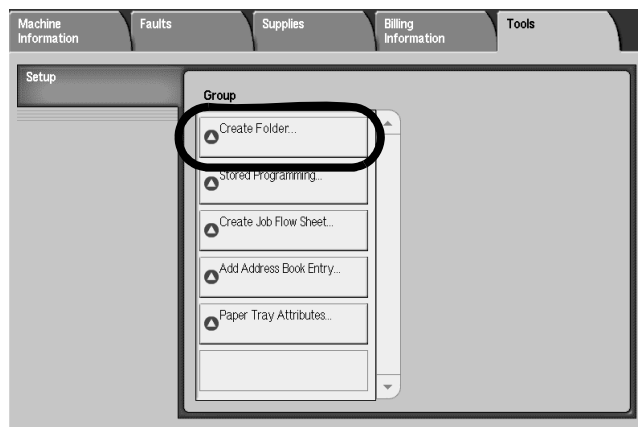 Machine
Information
Faults
Supplies
Billing
Information
Tools
Setup
Group
Create Folder...
Stored Programming...
Create Job Flow Sheet...
Add Address Book Entry...
Paper Tray Attributes...